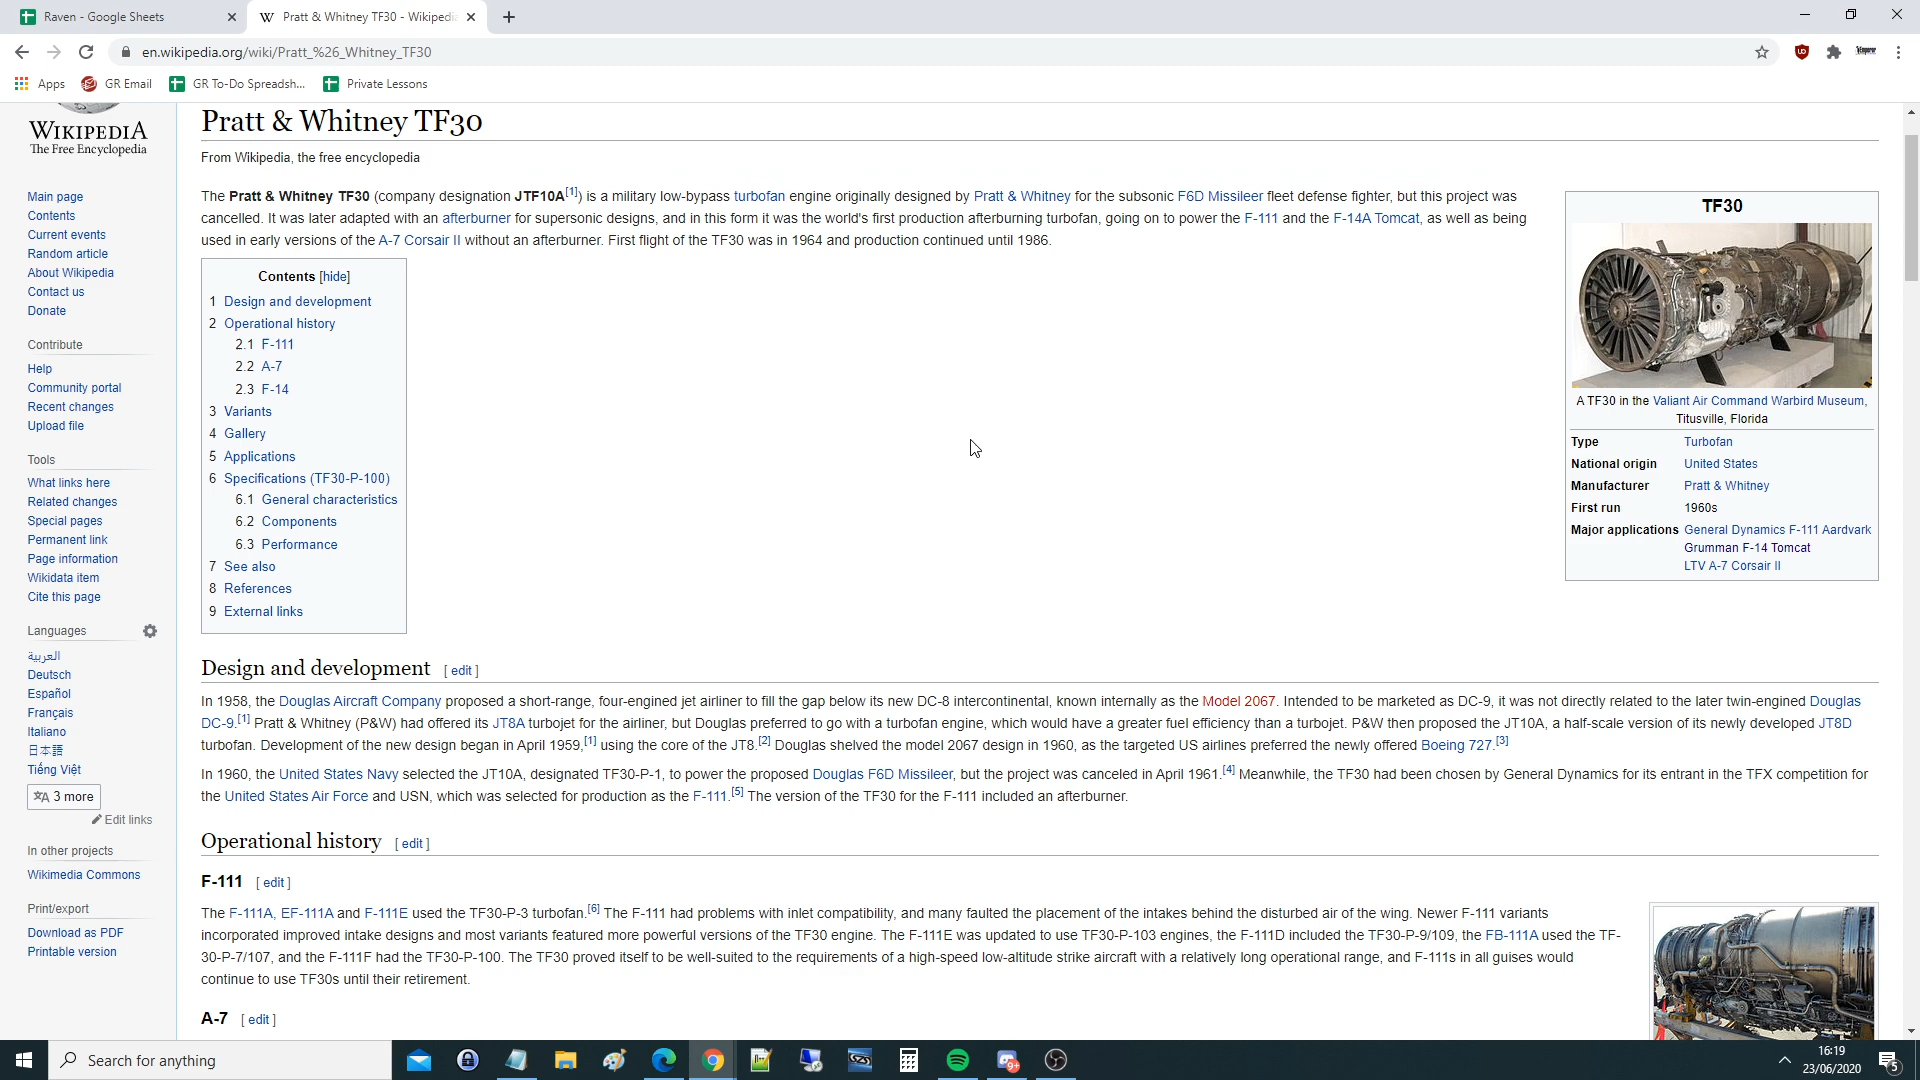 Raven - Google Sheets
Pratt & Whitney TF30 - Wikipedia
en.wikipedia.org/wiki/Pratt_%26_Whitney_TF30
Apps
GR Email
GR To-Do Spreadsh...
Private Lessons
WIKIPEDIA
The Free Encyclopedia
Main page
Contents
Current events
Random article
About Wikipedia
Contact us
Donate
Contribute
Help
Community portal
Recent changes
Upload file
Tools
What links here
Related changes
Special pages
Permanent link
Page information
Wikidata item
Cite this page
Languages
العربية
Deutsch
Español
Français
Italiano
日本語
Tiếng Việt
3 more
Edit links
In other projects
Wikimedia Commons
Print/export
Download as PDF
Printable version
Pratt & Whitney TF30
From Wikipedia, the free encyclopedia
The Pratt & Whitney TF30 (company designation JTF10A[1]) is a military low-bypass turbofan engine originally designed by Pratt & Whitney for the subsonic F6D Missileer fleet defense fighter, but this project was
cancelled. It was later adapted with an afterburner for supersonic designs, and in this form it was the world's first production afterburning turbofan, going on to power the F-111 and the F-14A Tomcat, as well as being
used in early versions of the A-7 Corsair II without an afterburner. First flight of the TF30 was in 1964 and production continued until 1986.
Contents [hide]
1 Design and development
2 Operational history
2.1 F-111
2.2 A-7
2.3 F-14
3 Variants
4 Gallery
5 Applications
6 Specifications (TF30-P-100)
6.1 General characteristics
6.2 Components
6.3 Performance
7 See also
8 References
9 External links
TF30
A TF30 in the Valiant Air Command Warbird Museum,
Titusville, Florida
Type Turbofan
National origin United States
Manufacturer Pratt & Whitney
First run 1960s
Major applications General Dynamics F-111 Aardvark
Grumman F-14 Tomcat
LTV A-7 Corsair II
Design and development [ edit ]
In 1958, the Douglas Aircraft Company proposed a short-range, four-engined jet airliner to fill the gap below its new DC-8 intercontinental, known internally as the Model 2067. Intended to be marketed as DC-9, it was not directly related to the later twin-engined Douglas
DC-9.[1] Pratt & Whitney (P&W) had offered its JT8A turbojet for the airliner, but Douglas preferred to go with a turbofan engine, which would have a greater fuel efficiency than a turbojet. P&W then proposed the JT10A, a half-scale version of its newly developed JT8D
turbofan. Development of the new design began in April 1959,[1] using the core of the JT8.[2] Douglas shelved the model 2067 design in 1960, as the targeted US airlines preferred the newly offered Boeing 727.[3]
In 1960, the United States Navy selected the JT10A, designated TF30-P-1, to power the proposed Douglas F6D Missileer, but the project was canceled in April 1961.[4] Meanwhile, the TF30 had been chosen by General Dynamics for its entrant in the TFX competition for
the United States Air Force and USN, which was selected for production as the F-111.[5] The version of the TF30 for the F-111 included an afterburner.
Operational history [ edit ]
F-111 [ edit ]
The F-111A, EF-111A and F-111E used the TF30-P-3 turbofan.[6] The F-111 had problems with inlet compatibility, and many faulted the placement of the intakes behind the disturbed air of the wing. Newer F-111 variants
incorporated improved intake designs and most variants featured more powerful versions of the TF30 engine. The F-111E was updated to use TF30-P-103 engines, the F-111D included the TF30-P-9/109, the FB-111A used the TF-
30-P-7/107, and the F-111F had the TF30-P-100. The TF30 proved itself to be well-suited to the requirements of a high-speed low-altitude strike aircraft with a relatively long operational range, and F-111s in all guises would
continue to use TF30s until their retirement.
A-7 [ edit ]
Search for anything
9+
16:19
23/06/2020
5